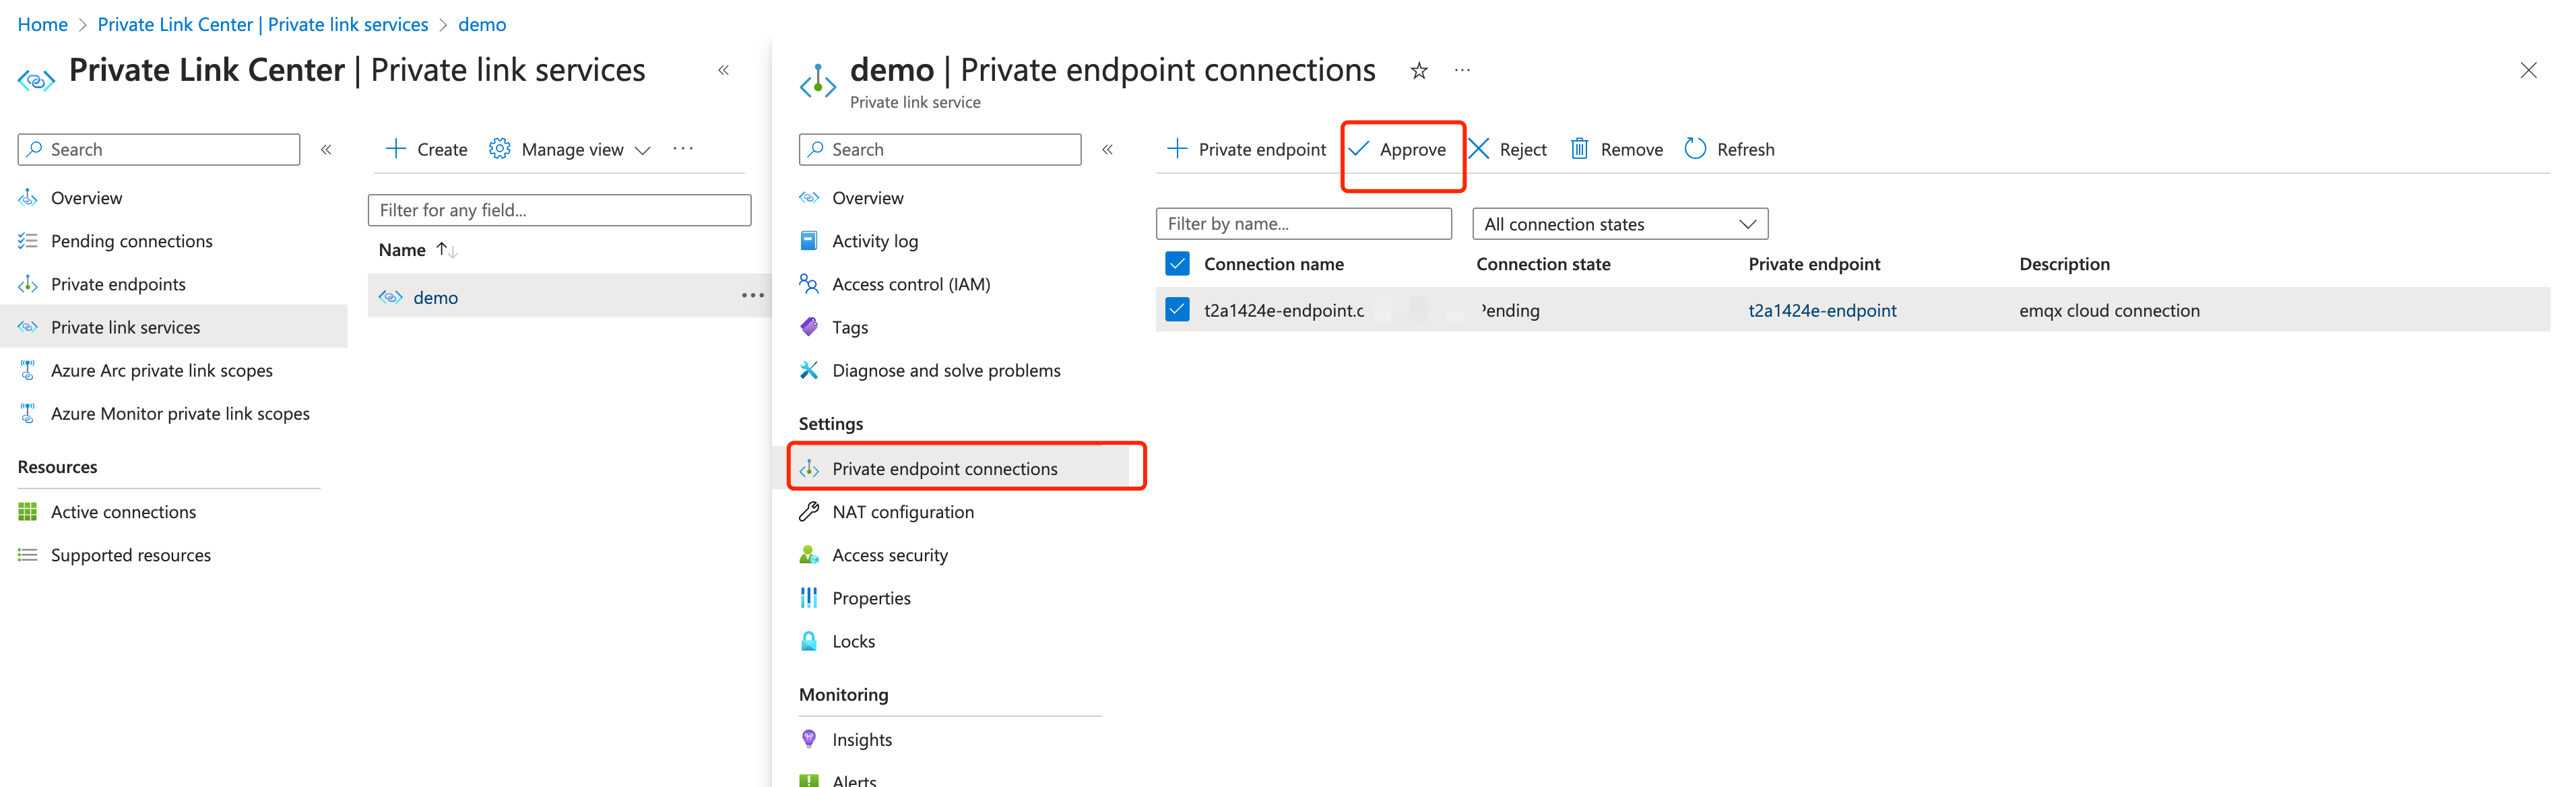 Home > Private Link Center | Private link services > demo
Private Link Center | Private link services
Search
Overview
Pending connections
Private endpoints
Private link services
Azure Arc private link scopes
Azure Monitor private link scopes
Resources
Active connections
Supported resources
Create
Manage view
Filter for any field...
Name
demo
demo | Private endpoint connections
Private link service
Search
Overview
Activity log
Access control (IAM)
Tags
Diagnose and solve problems
Settings
Private endpoint connections
NAT configuration
Access security
Properties
Locks
Monitoring
Insights
Alerts
Private endpoint Approve Reject Remove Refresh
Filter by name... All connection states
Connection name Connection state Private endpoint Description
t2a1424e-endpoint.c Pending t2a1424e-endpoint emqx cloud connection